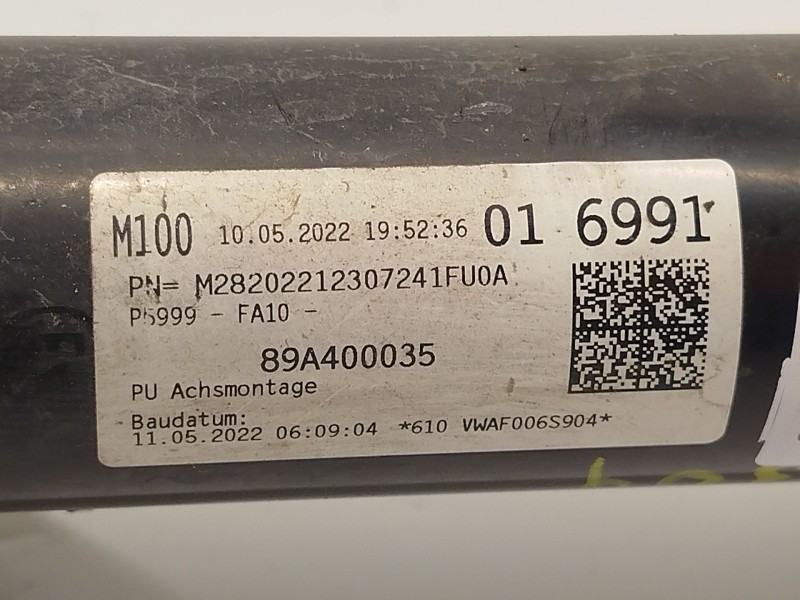 M100 10.05.2022 19:52:36 01 6991
PN= M28202212307241FU0A
P5999 - FA10 -
89A400035
PU Achsmontage
Baudatum:
11.05.2022 06:09:04 *610 VWAF006S904*